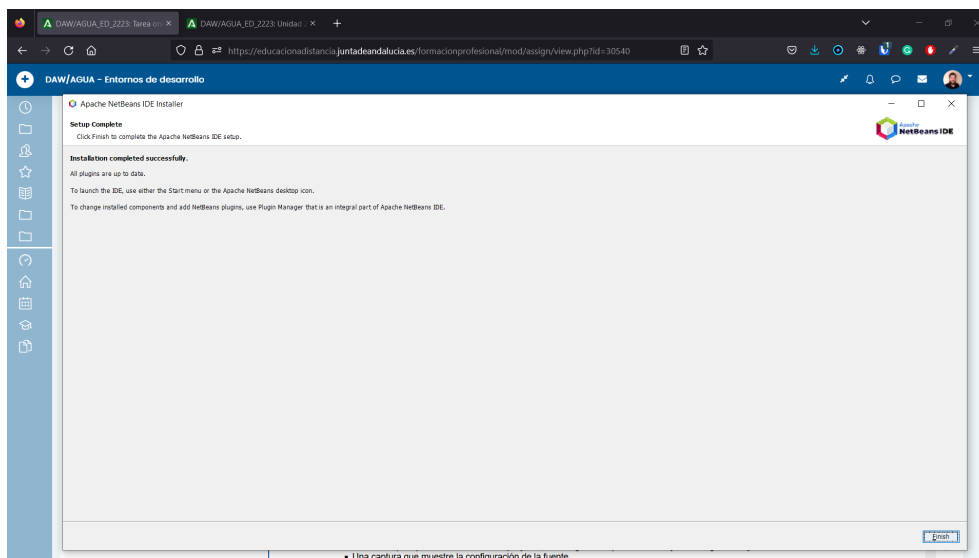 DAW/AGUA_ED_2223: Tarea onl
DAW/AGUA_ED_2223: Unidad 2
https://educacionadistancia.juntadeandalucia.es/formacionprofesional/mod/assign/view.php?id=30540
DAW/AGUA - Entornos de desarrollo
Apache NetBeans IDE Installer
Setup Complete
Click Finish to complete the Apache NetBeans IDE setup.
Apache
NetBeans IDE
Installation completed successfully.
All plugins are up to date.
To launch the IDE, use either the Start menu or the Apache NetBeans desktop icon.
To change installed components and add NetBeans plugins, use Plugin Manager that is an integral part of Apache NetBeans IDE.
Finish
Una captura que muestre la configuración de la fuente